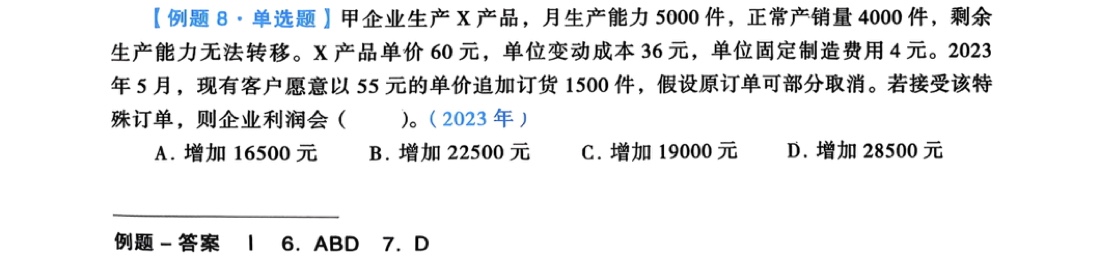 【例题 8·单选题】甲企业生产 X 产品，月生产能力 5000 件，正常产销量 4000 件，剩余
生产能力无法转移。X 产品单价 60 元，单位变动成本 36 元，单位固定制造费用 4 元。2023
年 5 月，现有客户愿意以 55 元的单价追加订货 1500 件，假设原订单可部分取消。若接受该特
殊订单，则企业利润会（　　）。（2023 年）
A. 增加 16500 元　B. 增加 22500 元　C. 增加 19000 元　D. 增加 28500 元
例题－答案 | 6. ABD 7. D